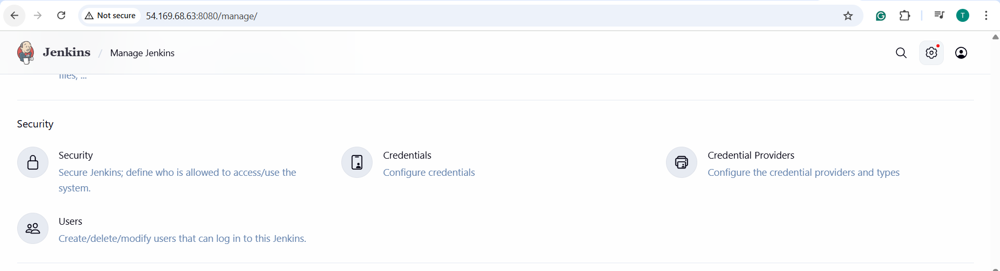 Not secure 54.169.68.63:8080/manage/
T
Jenkins / Manage Jenkins
files, ...
Security
Security
Secure Jenkins; define who is allowed to access/use the
system.
Credentials
Configure credentials
Credential Providers
Configure the credential providers and types
Users
Create/delete/modify users that can log in to this Jenkins.